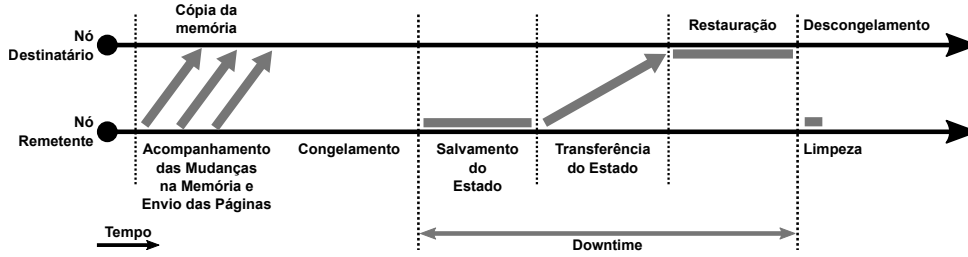 Cópia da
memória
Restauração
Descongelamento
Nó
Destinatário
Nó
Remetente
Acompanhamento
das Mudanças
na Memória e
Envio das Páginas
Congelamento
Salvamento
do
Estado
Transferência
do Estado
Limpeza
Tempo
Downtime